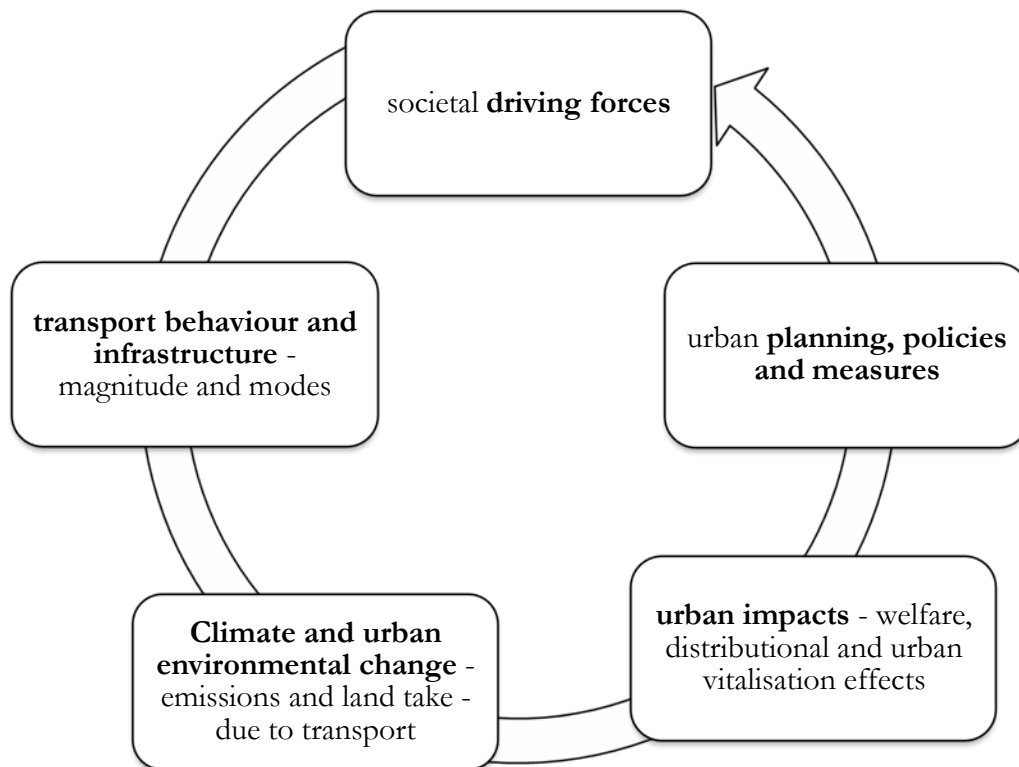 societal driving forces
transport behaviour and
infrastructure -
magnitude and modes
urban planning, policies
and measures
Climate and urban
environmental change -
emissions and land take -
due to transport
urban impacts - welfare,
distributional and urban
vitalisation effects